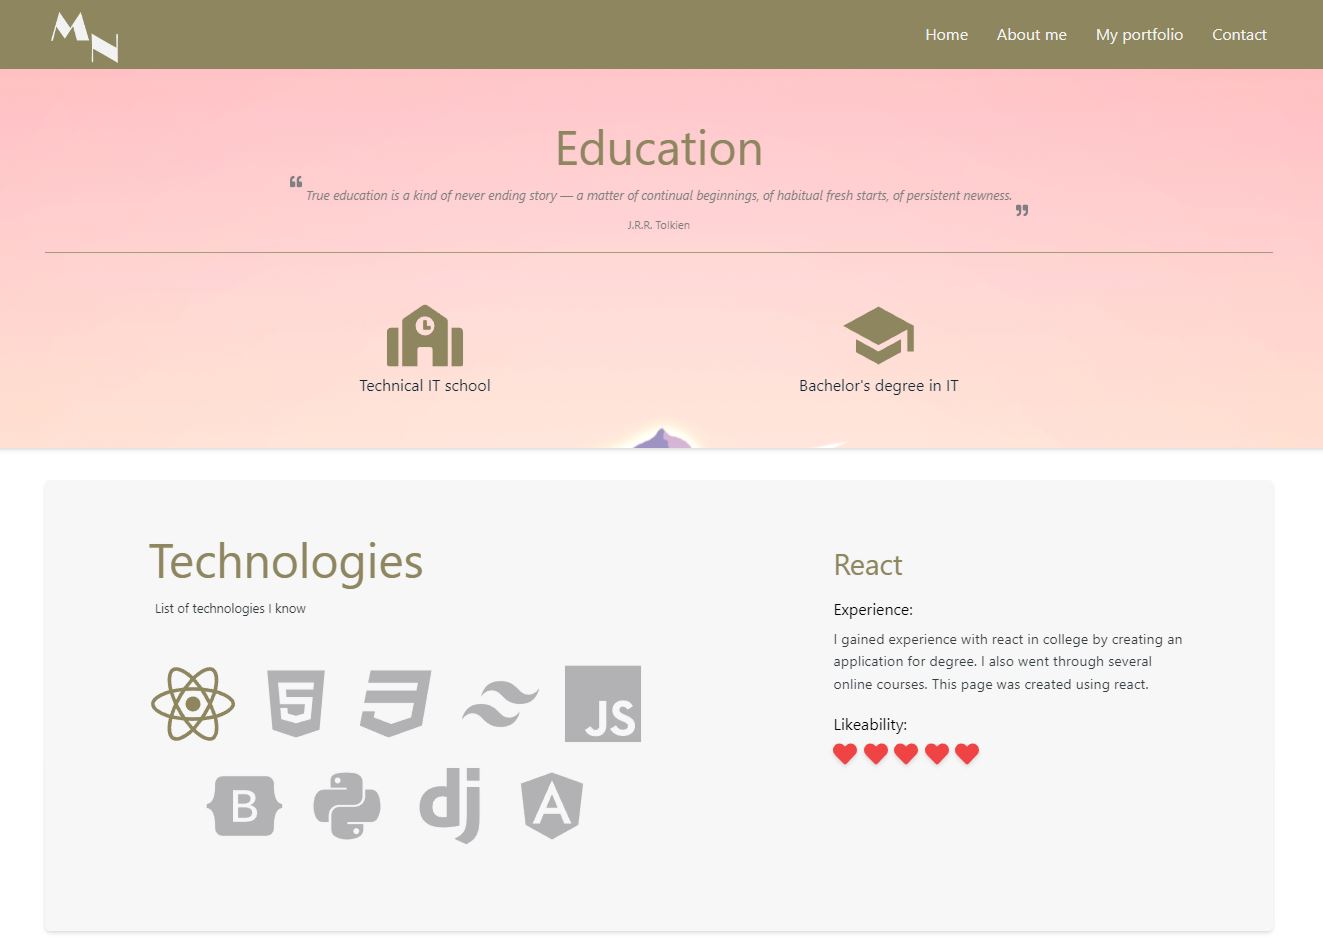 MN
Home About me My portfolio Contact
Education
“ True education is a kind of never ending story — a matter of continual beginnings, of habitual fresh starts, of persistent newness. ”
J.R.R. Tolkien
Technical IT school
Bachelor's degree in IT
Technologies
List of technologies I know
5
JS
B
dj
A
React
Experience:
I gained experience with react in college by creating an
application for degree. I also went through several
online courses. This page was created using react.
Likeability: